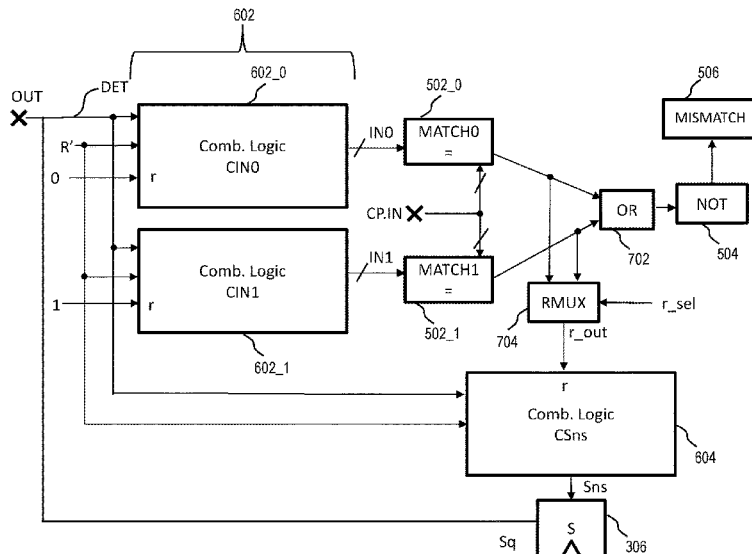 602
602_0
506
OUT
DET
502_0
MISMATCH
R'
Comb. Logic
CIN0
IN0
MATCH0
=
0
r
CP.IN
OR
NOT
702
504
Comb. Logic
CIN1
IN1
MATCH1
=
1
r
502_1
RMUX
r_sel
704
r_out
602_1
r
Comb. Logic
CSns
604
Sns
S
Sq
306